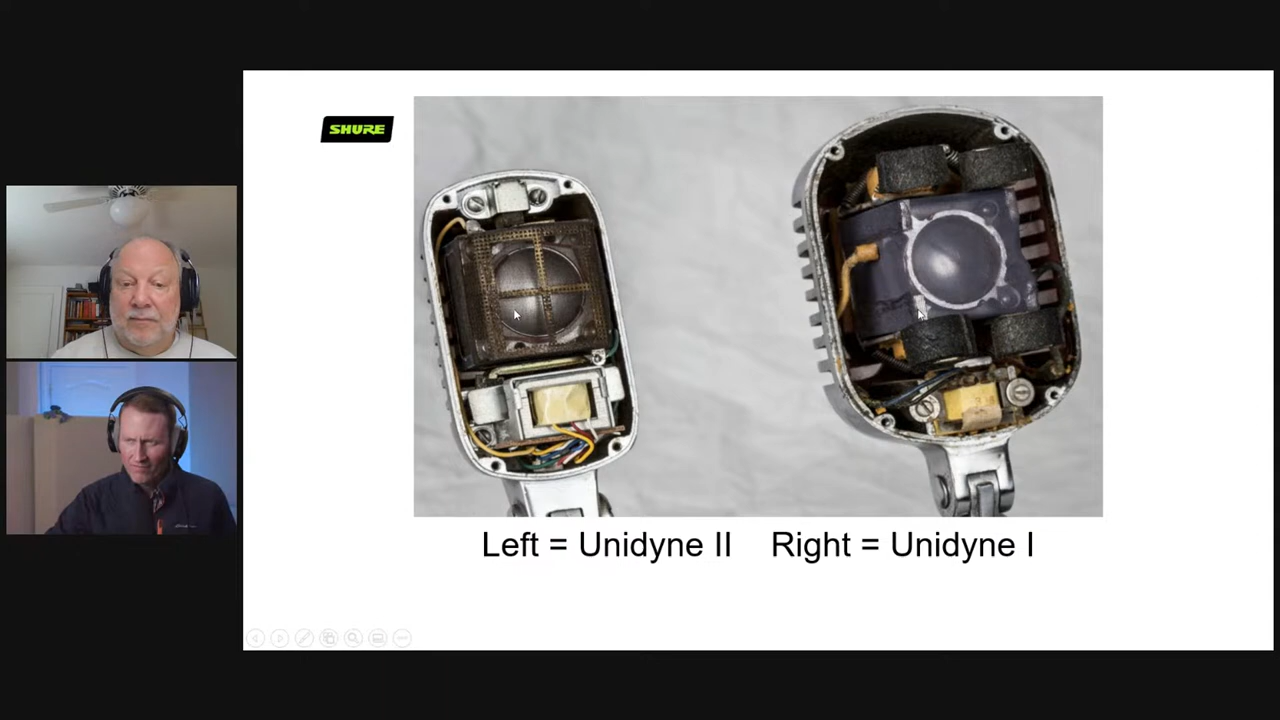 SHURE
Left = Unidyne II Right = Unidyne I